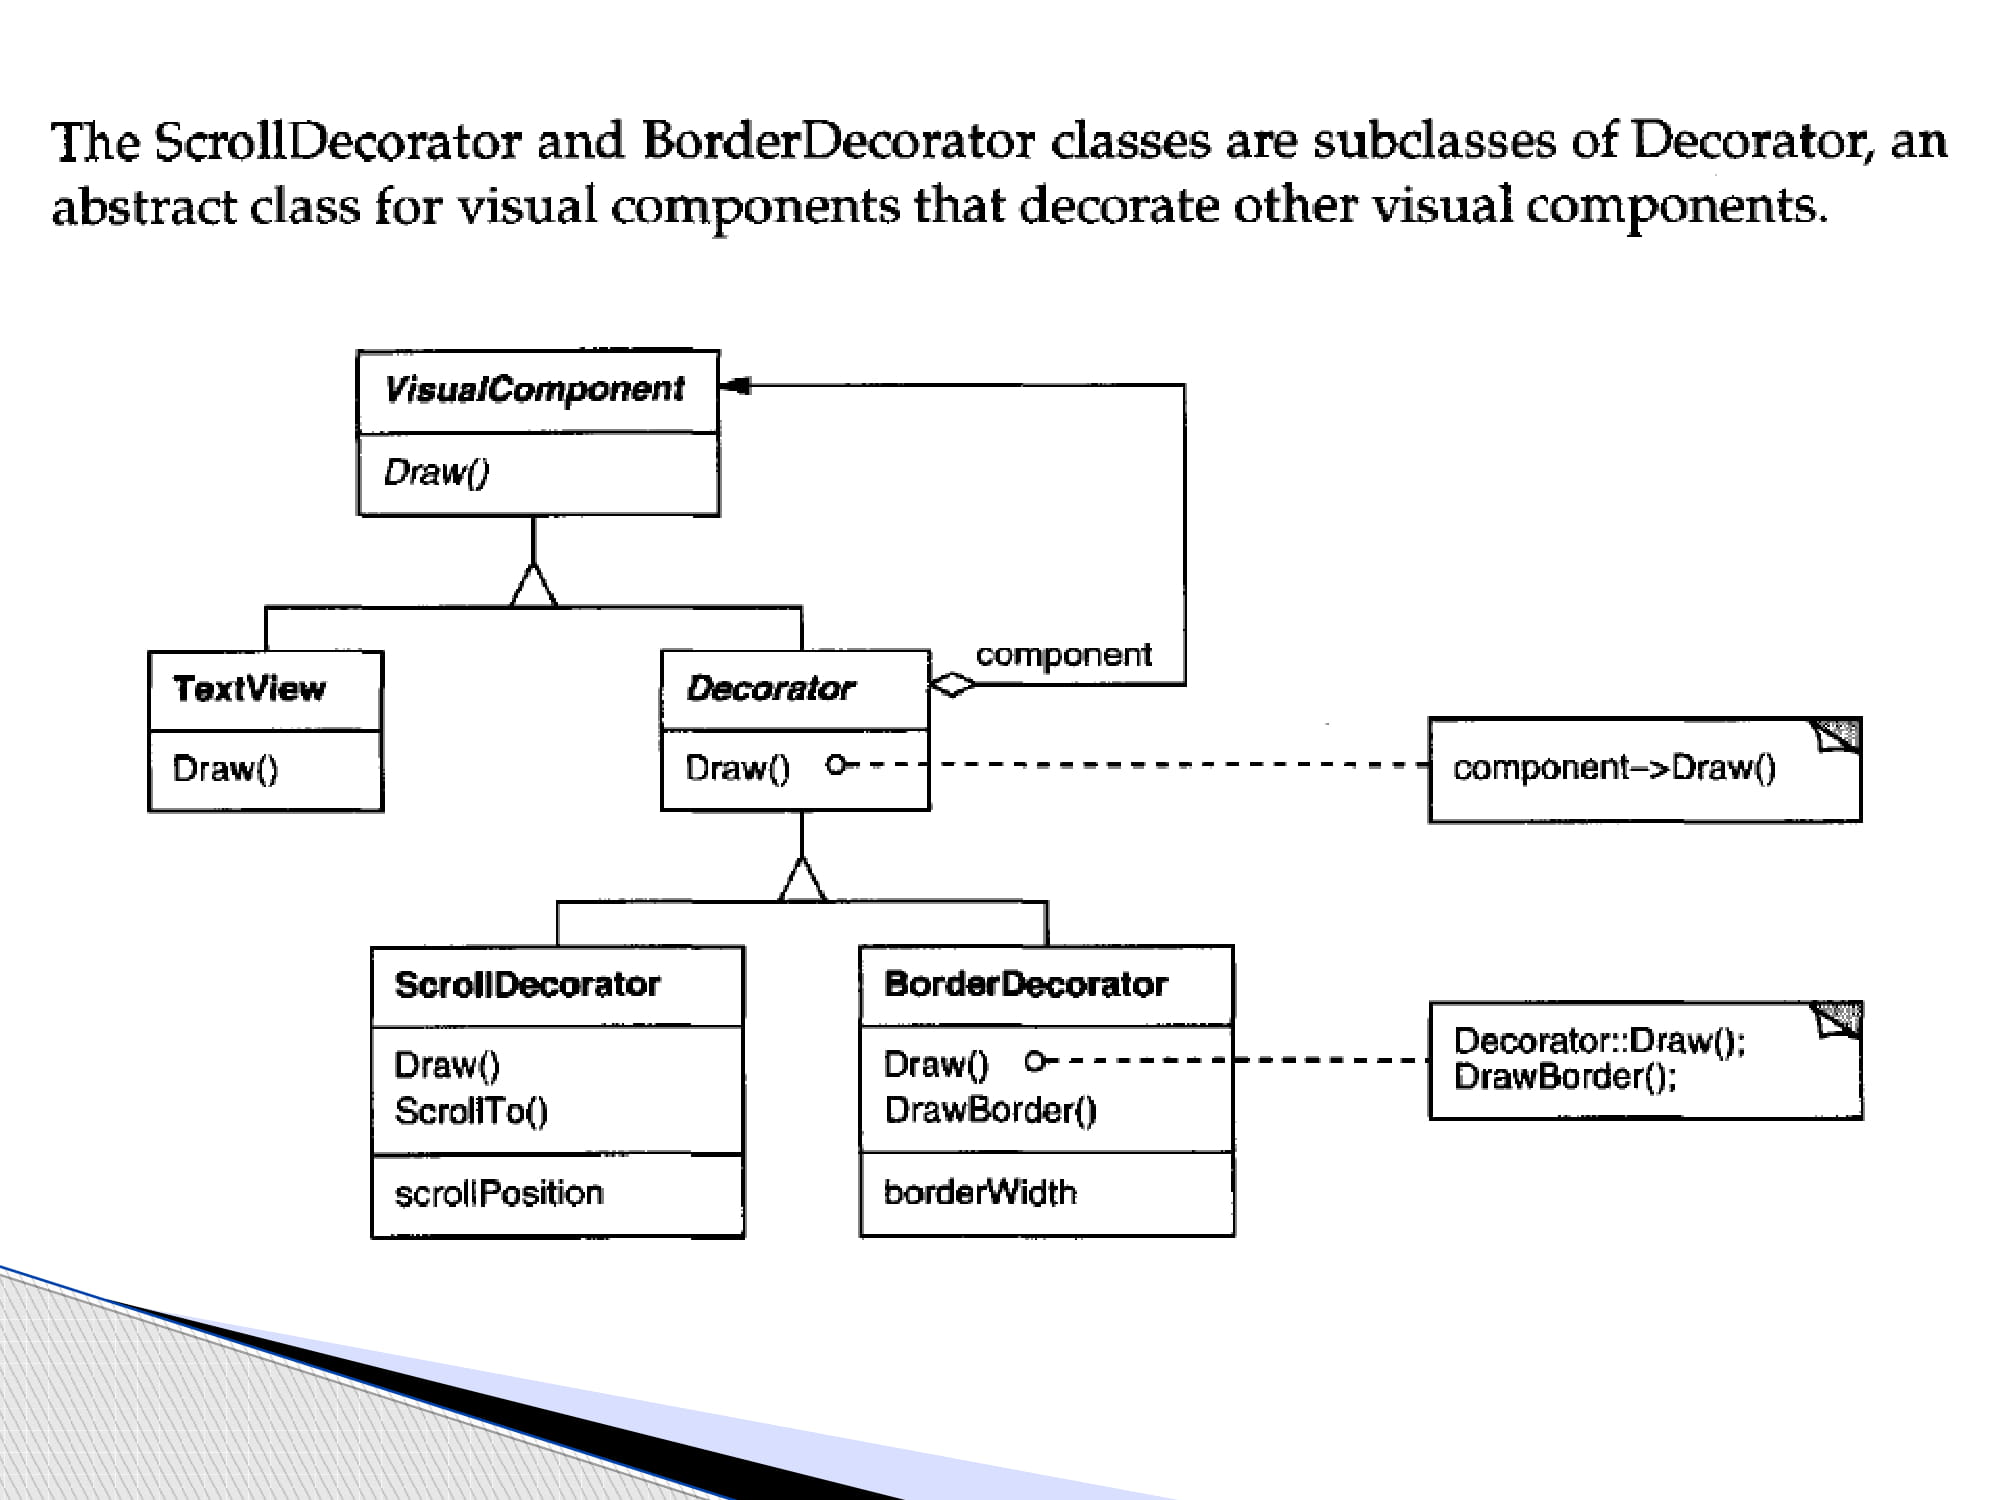 The ScrollDecorator and BorderDecorator classes are subclasses of Decorator, an
abstract class for visual components that decorate other visual components.
VisualComponent
Draw()
component
TextView
Draw()
Decorator
Draw()
component–>Draw()
ScrollDecorator
Draw()
ScrollTo()
scrollPosition
BorderDecorator
Draw()
DrawBorder()
borderWidth
Decorator::Draw();
DrawBorder();